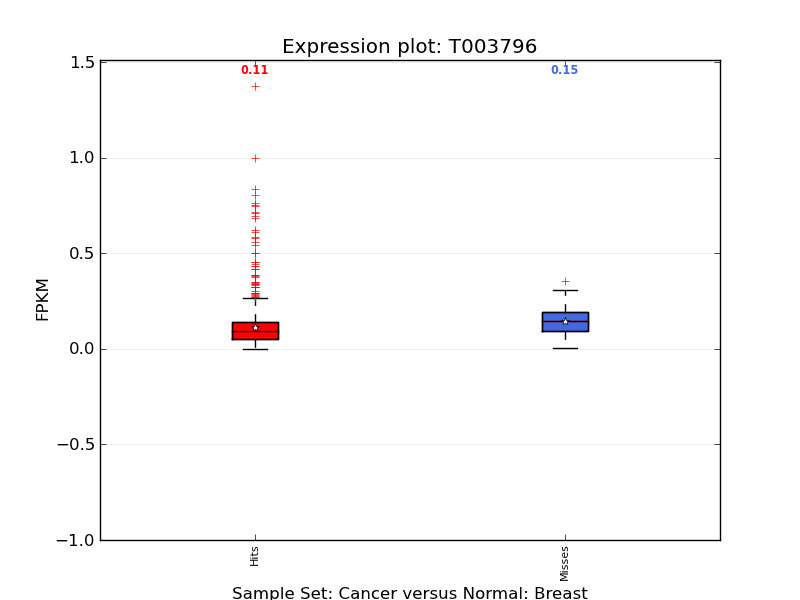 Expression plot: T003796
0.11
0.15
1.5
1.0
0.5
0.0
−0.5
−1.0
FPKM
Hits
Misses
Sample Set: Cancer versus Normal: Breast